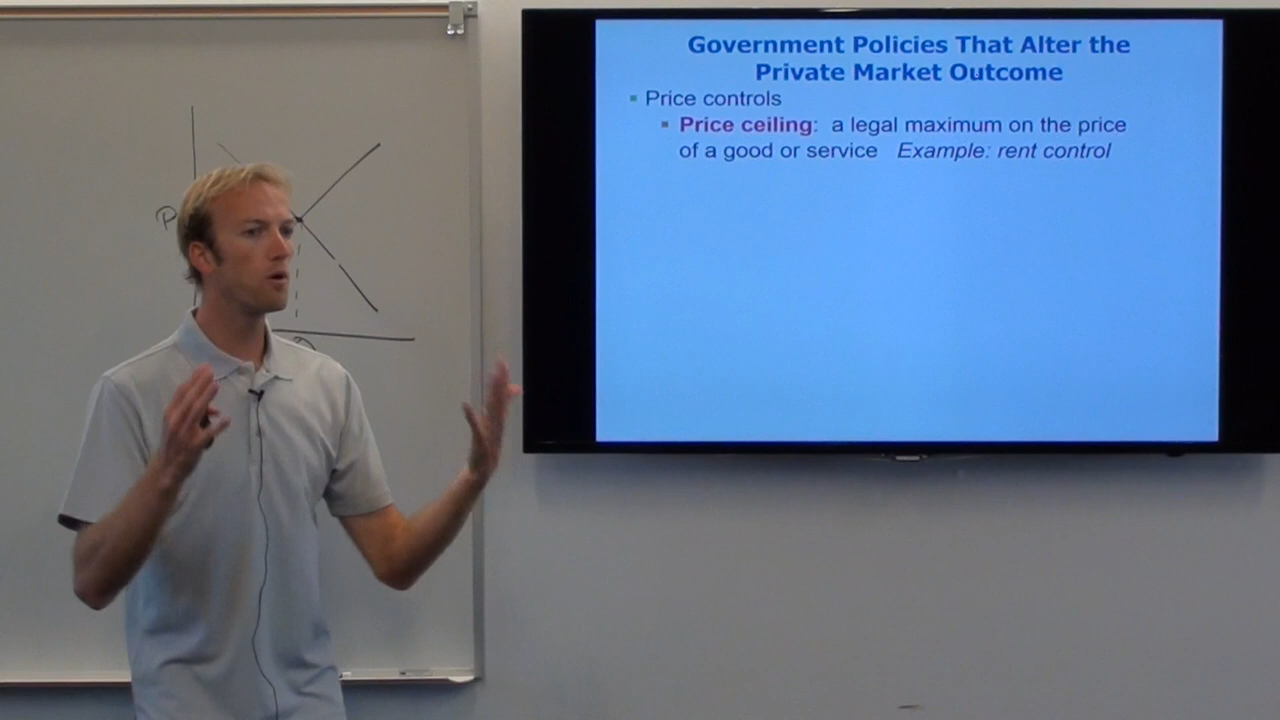 Government Policies That Alter the
Private Market Outcome
Price controls
Price ceiling: a legal maximum on the price
of a good or service Example: rent control
P